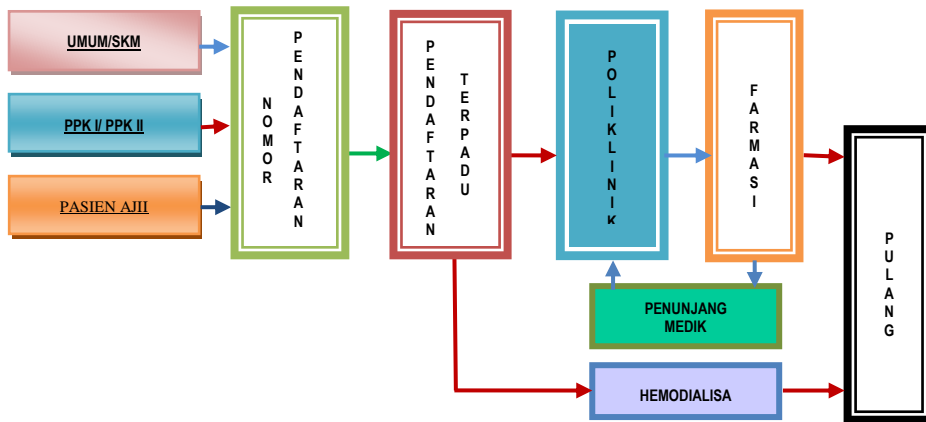 UMUM/SKM
PPK I/ PPK II
PASIEN AJII
PENDAFTARAN
NOMOR
PENDAFTARAN
TERPADU
POLIKLINIK
FARMASI
PENUNJANG
MEDIK
HEMODIALISA
PULANG